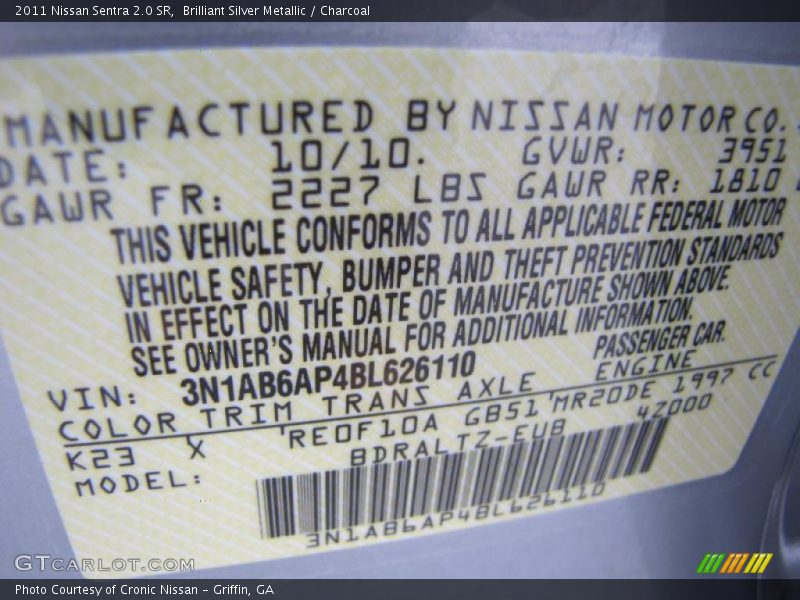 2011 Nissan Sentra 2.0 SR, Brilliant Silver Metallic / Charcoal
MANUFACTURED BY NISSAN MOTOR CO.
DATE: 10/10. GVWR: 3951
GAWR FR: 2227 LBS GAWR RR: 1810
THIS VEHICLE CONFORMS TO ALL APPLICABLE FEDERAL MOTOR
VEHICLE SAFETY, BUMPER AND THEFT PREVENTION STANDARDS
IN EFFECT ON THE DATE OF MANUFACTURE SHOWN ABOVE.
SEE OWNER'S MANUAL FOR ADDITIONAL INFORMATION.
VIN: 3N1AB6AP4BL626110 PASSENGER CAR.
COLOR TRIM TRANS AXLE ENGINE
K23 X 'RE0F10A GB51'MR20DE 1997 CC
MODEL: BDRALTZ-EUB 4Z000
3N1AB6AP4BL626110
GTCARLOT.COM
Photo Courtesy of Cronic Nissan – Griffin, GA